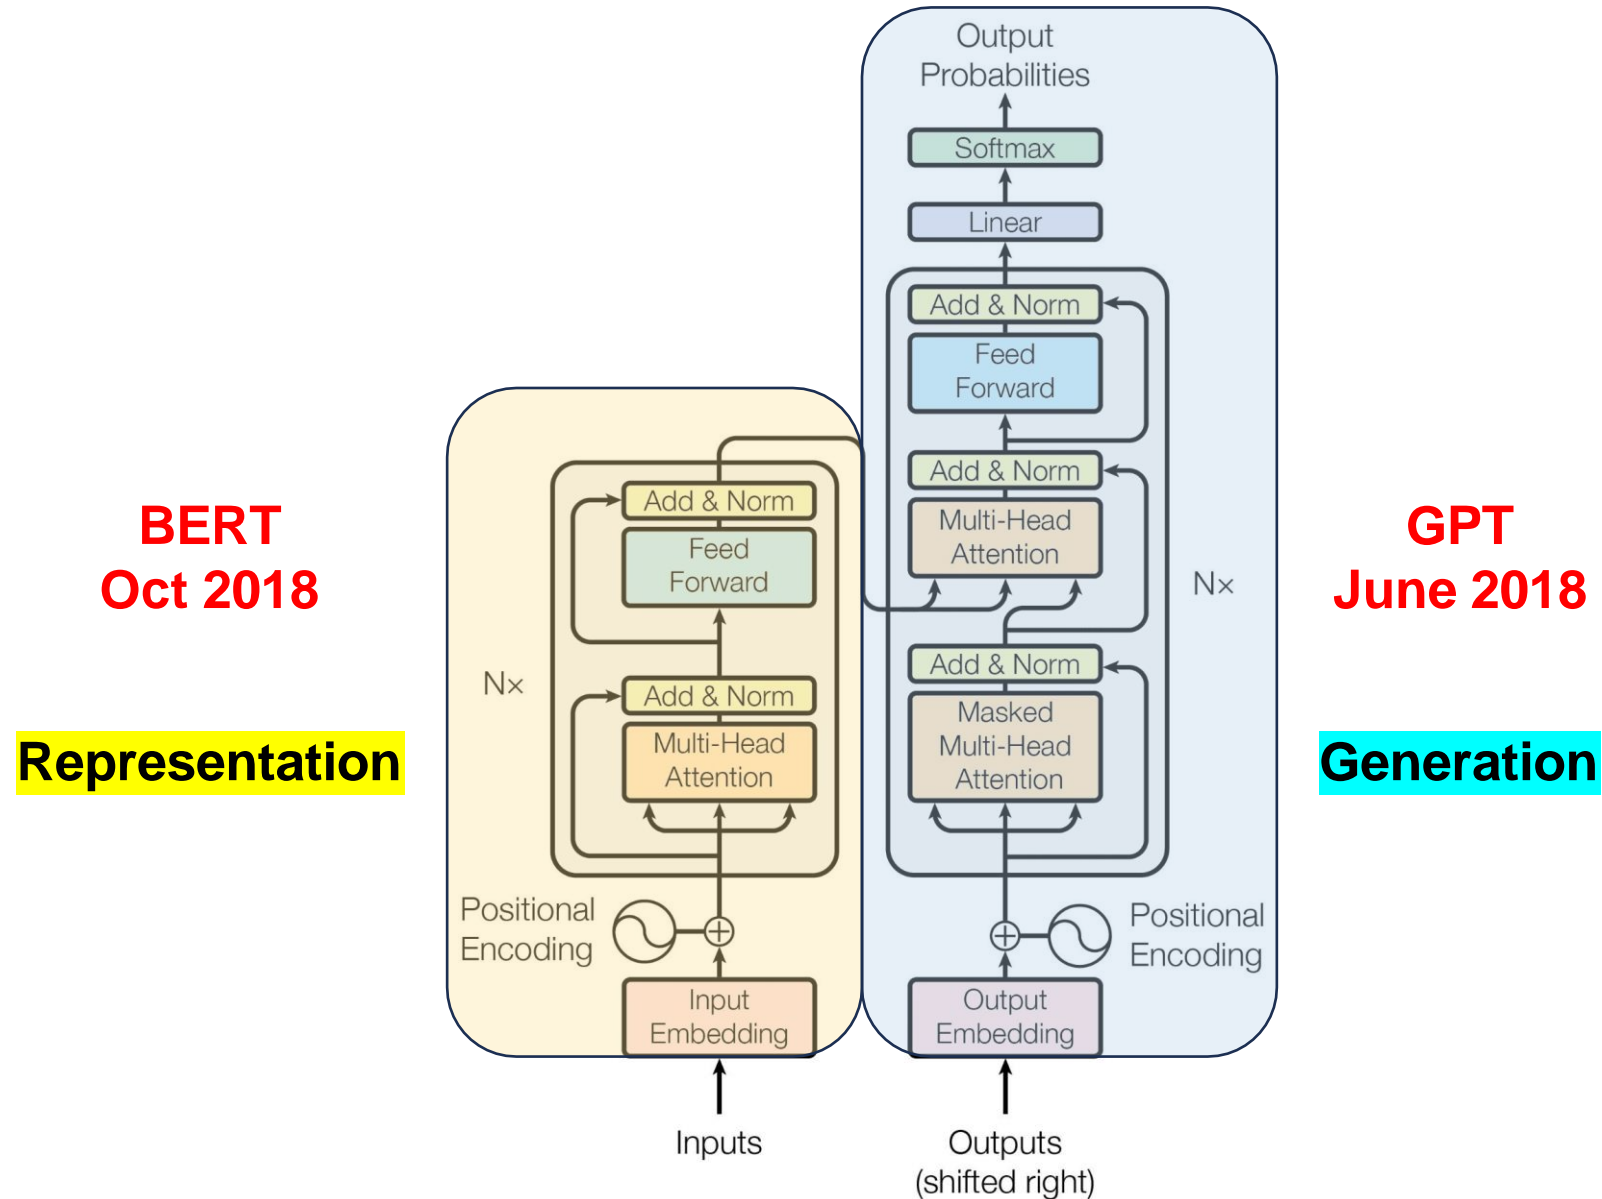 BERT
Oct 2018
Representation
Add & Norm
Feed
Forward
Add & Norm
Multi-Head
Attention
N×
Positional
Encoding
Input
Embedding
Inputs
Output
Probabilities
Softmax
Linear
Add & Norm
Feed
Forward
Add & Norm
Multi-Head
Attention
N×
Add & Norm
Masked
Multi-Head
Attention
Positional
Encoding
Output
Embedding
Outputs
(shifted right)
GPT
June 2018
Generation